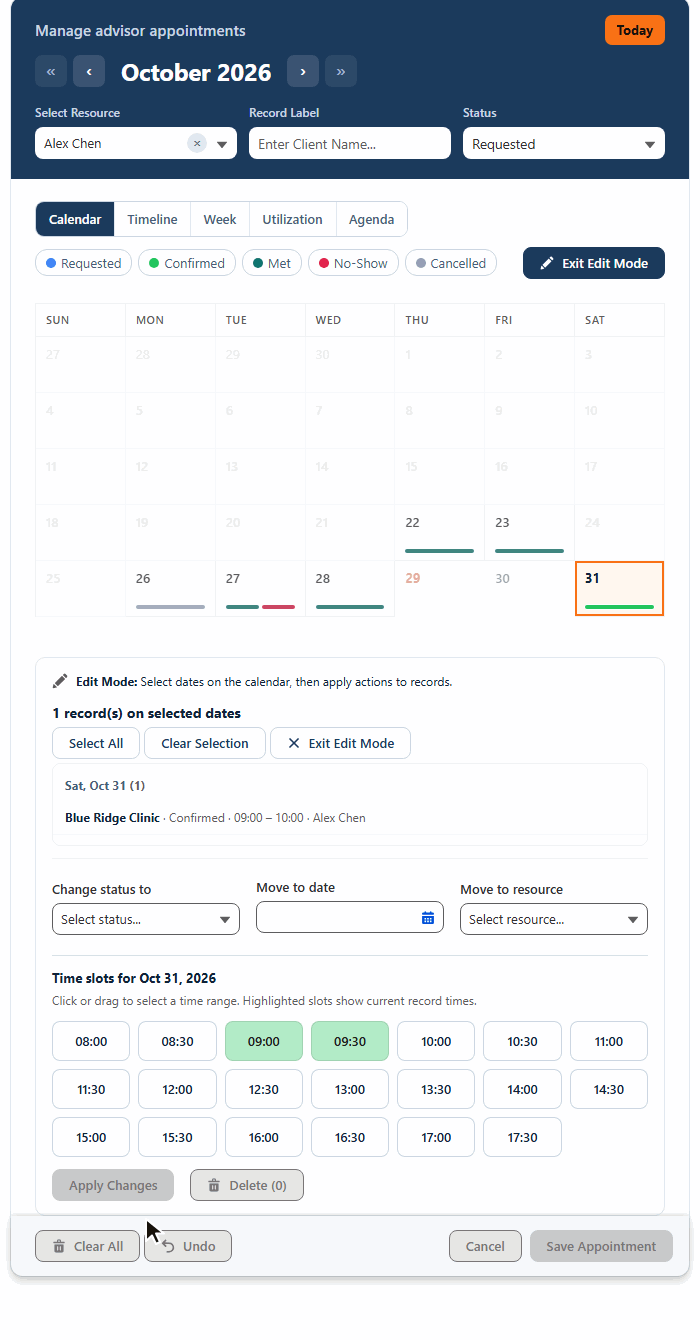 Manage advisor appointments
Today
« ‹ October 2026 › »
Select Resource Record Label Status
Alex Chen × Enter Client Name... Requested
Calendar Timeline Week Utilization Agenda
Requested Confirmed Met No-Show Cancelled Exit Edit Mode
SUN MON TUE WED THU FRI SAT
27 28 29 30 1 2 3
4 5 6 7 8 9 10
11 12 13 14 15 16 17
18 19 20 21 22 23 24
25 26 27 28 29 30 31
Edit Mode: Select dates on the calendar, then apply actions to records.
1 record(s) on selected dates
Select All Clear Selection Exit Edit Mode
Sat, Oct 31 (1)
Blue Ridge Clinic · Confirmed · 09:00 – 10:00 · Alex Chen
Change status to Move to date Move to resource
Select status... Select resource...
Time slots for Oct 31, 2026
Click or drag to select a time range. Highlighted slots show current record times.
08:00 08:30 09:00 09:30 10:00 10:30 11:00
11:30 12:00 12:30 13:00 13:30 14:00 14:30
15:00 15:30 16:00 16:30 17:00 17:30
Apply Changes Delete (0)
Clear All Undo Cancel Save Appointment